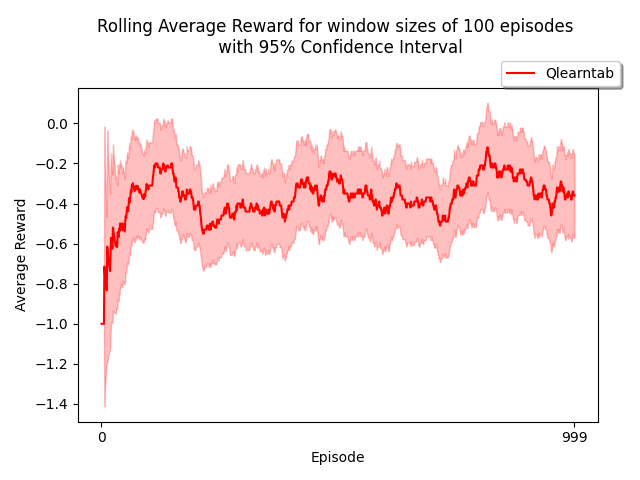 Rolling Average Reward for window sizes of 100 episodes
with 95% Confidence Interval
Qlearntab
Average Reward
0.0
−0.2
−0.4
−0.6
−0.8
−1.0
−1.2
−1.4
0
999
Episode